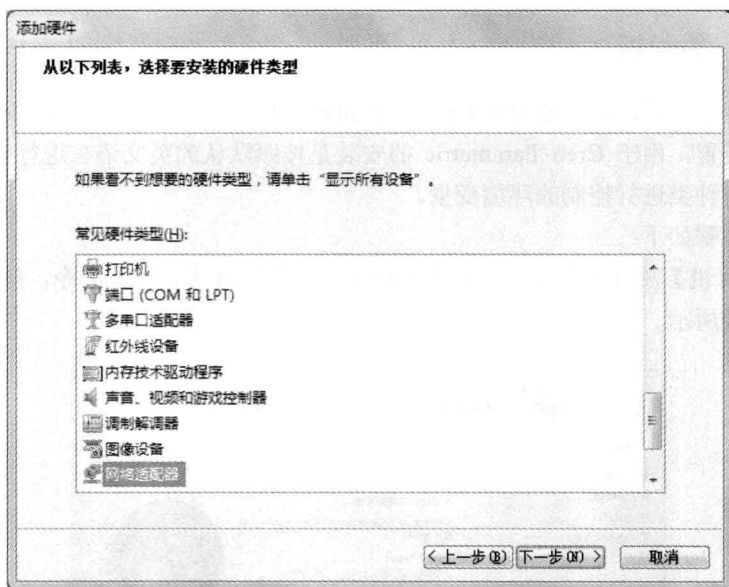 添加硬件
从以下列表，选择要安装的硬件类型
如果看不到想要的硬件类型，请单击“显示所有设备”。
常见硬件类型(H):
打印机
端口 (COM 和 LPT)
多串口适配器
红外线设备
内存技术驱动程序
声音、视频和游戏控制器
调制解调器
图像设备
网络适配器
< 上一步(B) 下一步(N) > 取消